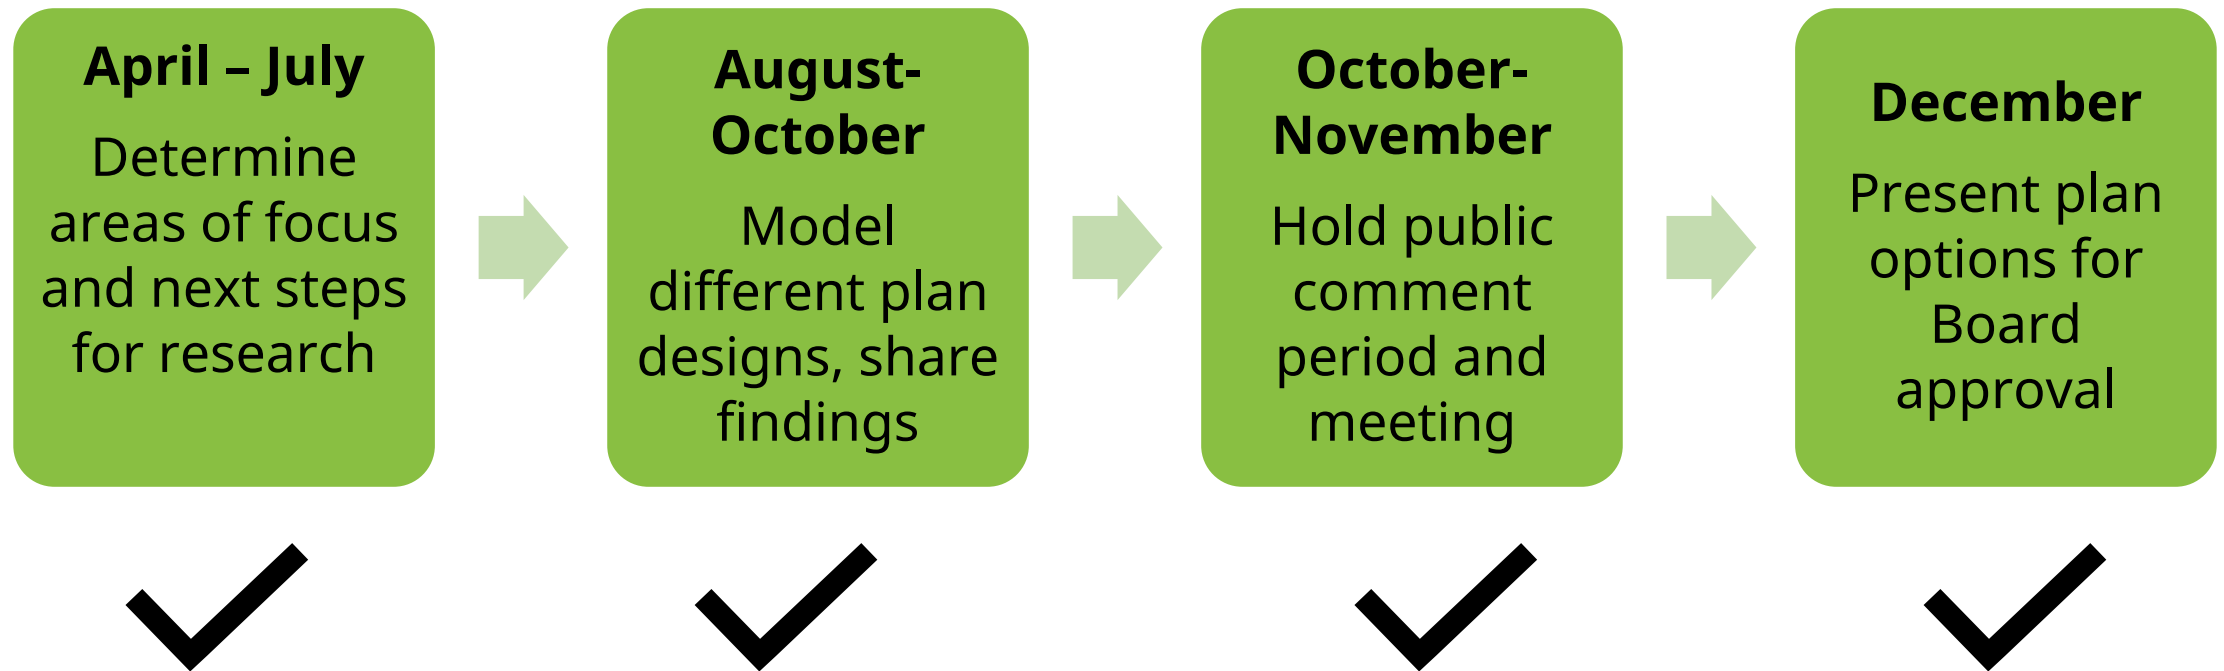 April – July
Determine
areas of focus
and next steps
for research
August-
October
Model
different plan
designs, share
findings
October-
November
Hold public
comment
period and
meeting
December
Present plan
options for
Board
approval